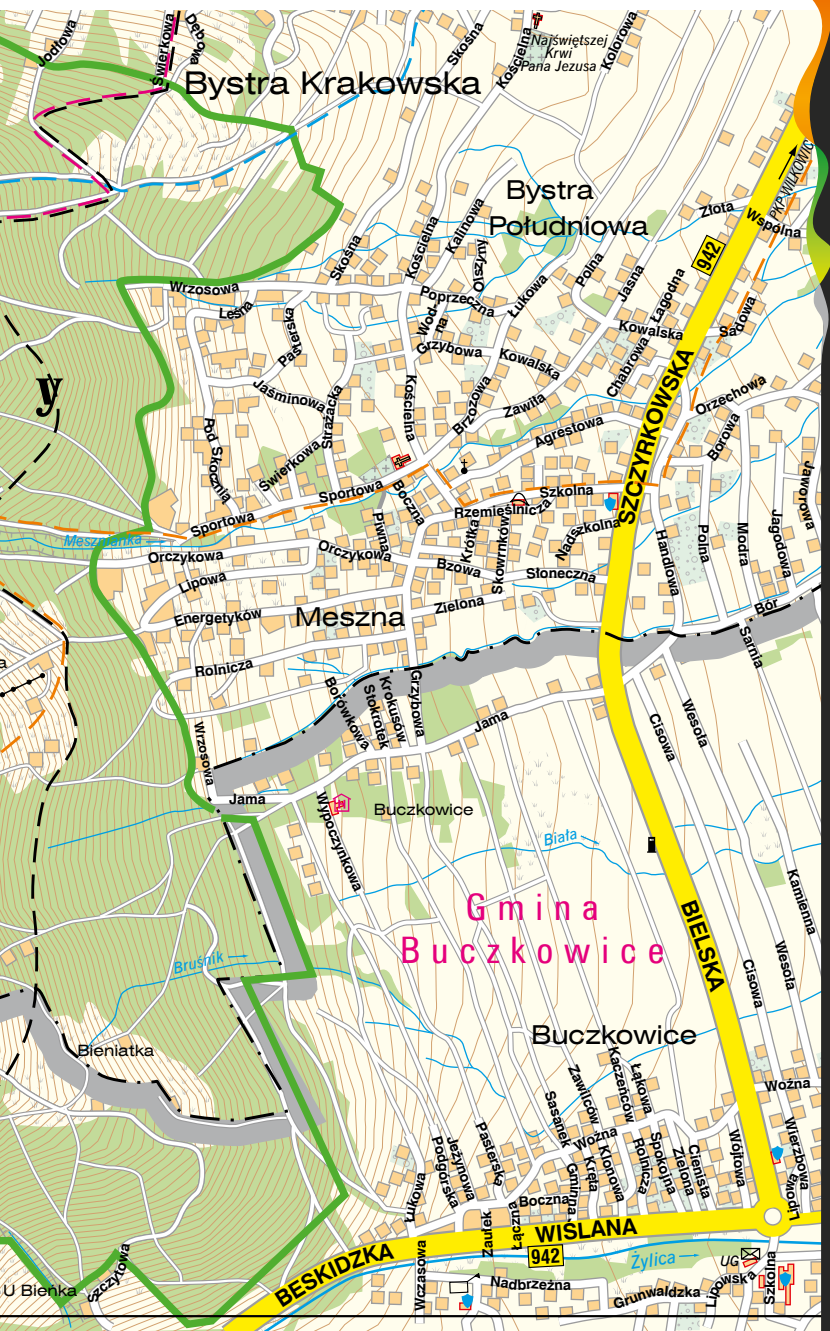 Jodłowa
Świerkowa
Dębowa
Skośna
Kościelna
Najświętszej
Krwi
Pana Jezusa
Kolorowa
Bystra Krakowska
PKP WILKOWICE
Bystra
Południowa
Złota
Wspólna
942
Skośna
Kościelna
Kalinowa
Olszyny
Łukowa
Polna
Jasna
Łagodna
Sadowa
Wrzosowa
Leśna
Pasterska
Poprzeczna
Wodna
Grzybowa
Kowalska
Kowalska
Chabrowa
SZCZYRKOWSKA
y
Jaśminowa
Strażacka
Kościelna
Brzozowa
Zawiła
Agrestowa
Orzechowa
Borowa
Jaworowa
Pod Skocznią
Świerkowa
Sportowa
Sportowa
Boczna
Piwna
Szkolna
Rzemieślnicza
Krótka
Skowrnków
Nadszkolna
Handlowa
Polna
Modra
Jagodowa
Mesznianka
Orczykowa
Orczykowa
Bzowa
Słoneczna
Lipowa
Zielona
Energetyków
Meszna
Bór
Sarnia
Rolnicza
Borówkowa
Stokrotek
Krokusów
Grzybowa
Jama
Wrzosowa
Cisowa
Wesoła
Jama
Wypoczynkowa
Buczkowice
Biała
Kamienna
Gmina
Buczkowice
BIELSKA
Wesoła
Cisowa
Bruśnik
Bieniatka
Buczkowice
Woźna
Sasanek
Zawilców
Kaczeńców
Łąkowa
Woźna
Wierzbowa
Lipowa
Łukowa
Podgórska
Jeżynowa
Pasterska
Gminna
Kręta
Klonowa
Rolnicza
Spokojna
Zielona
Cienista
Wójtowa
Boczna
Zaułek
Łączna
WIŚLANA
942
BESKIDZKA
Żylica
UG
Wczasowa
Nadbrzeżna
Grunwaldzka
Lipowska
Szkolna
U Bieńka
Szczytowa